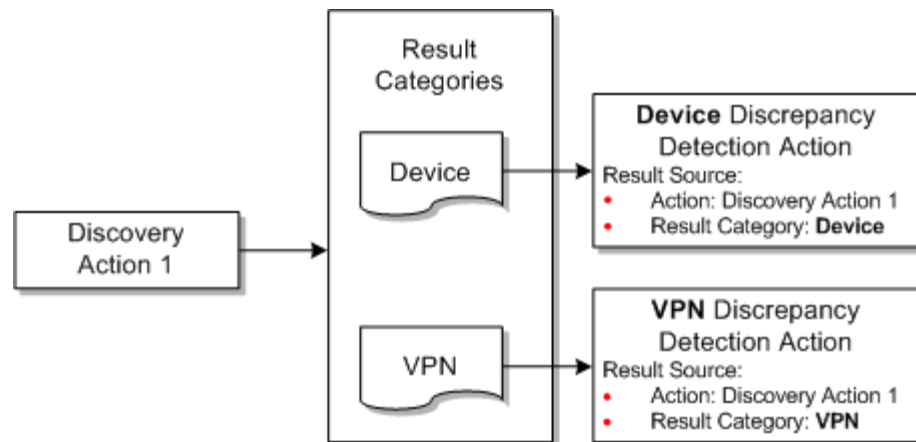 Result
Categories
Device
VPN
Discovery
Action 1
Device Discrepancy
Detection Action
Result Source:
• Action: Discovery Action 1
• Result Category: Device
VPN Discrepancy
Detection Action
Result Source:
• Action: Discovery Action 1
• Result Category: VPN